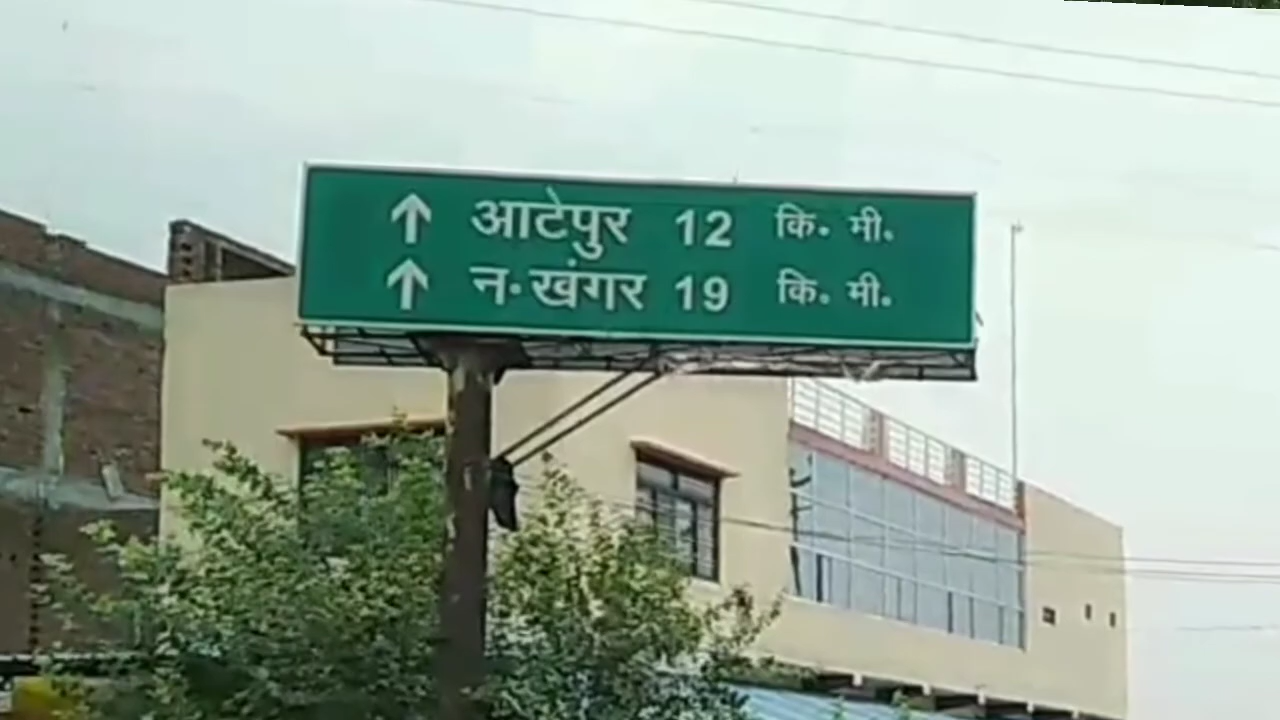 ↑ आटेपुर 12 कि. मी.
↑ न. खंगर 19 कि. मी.